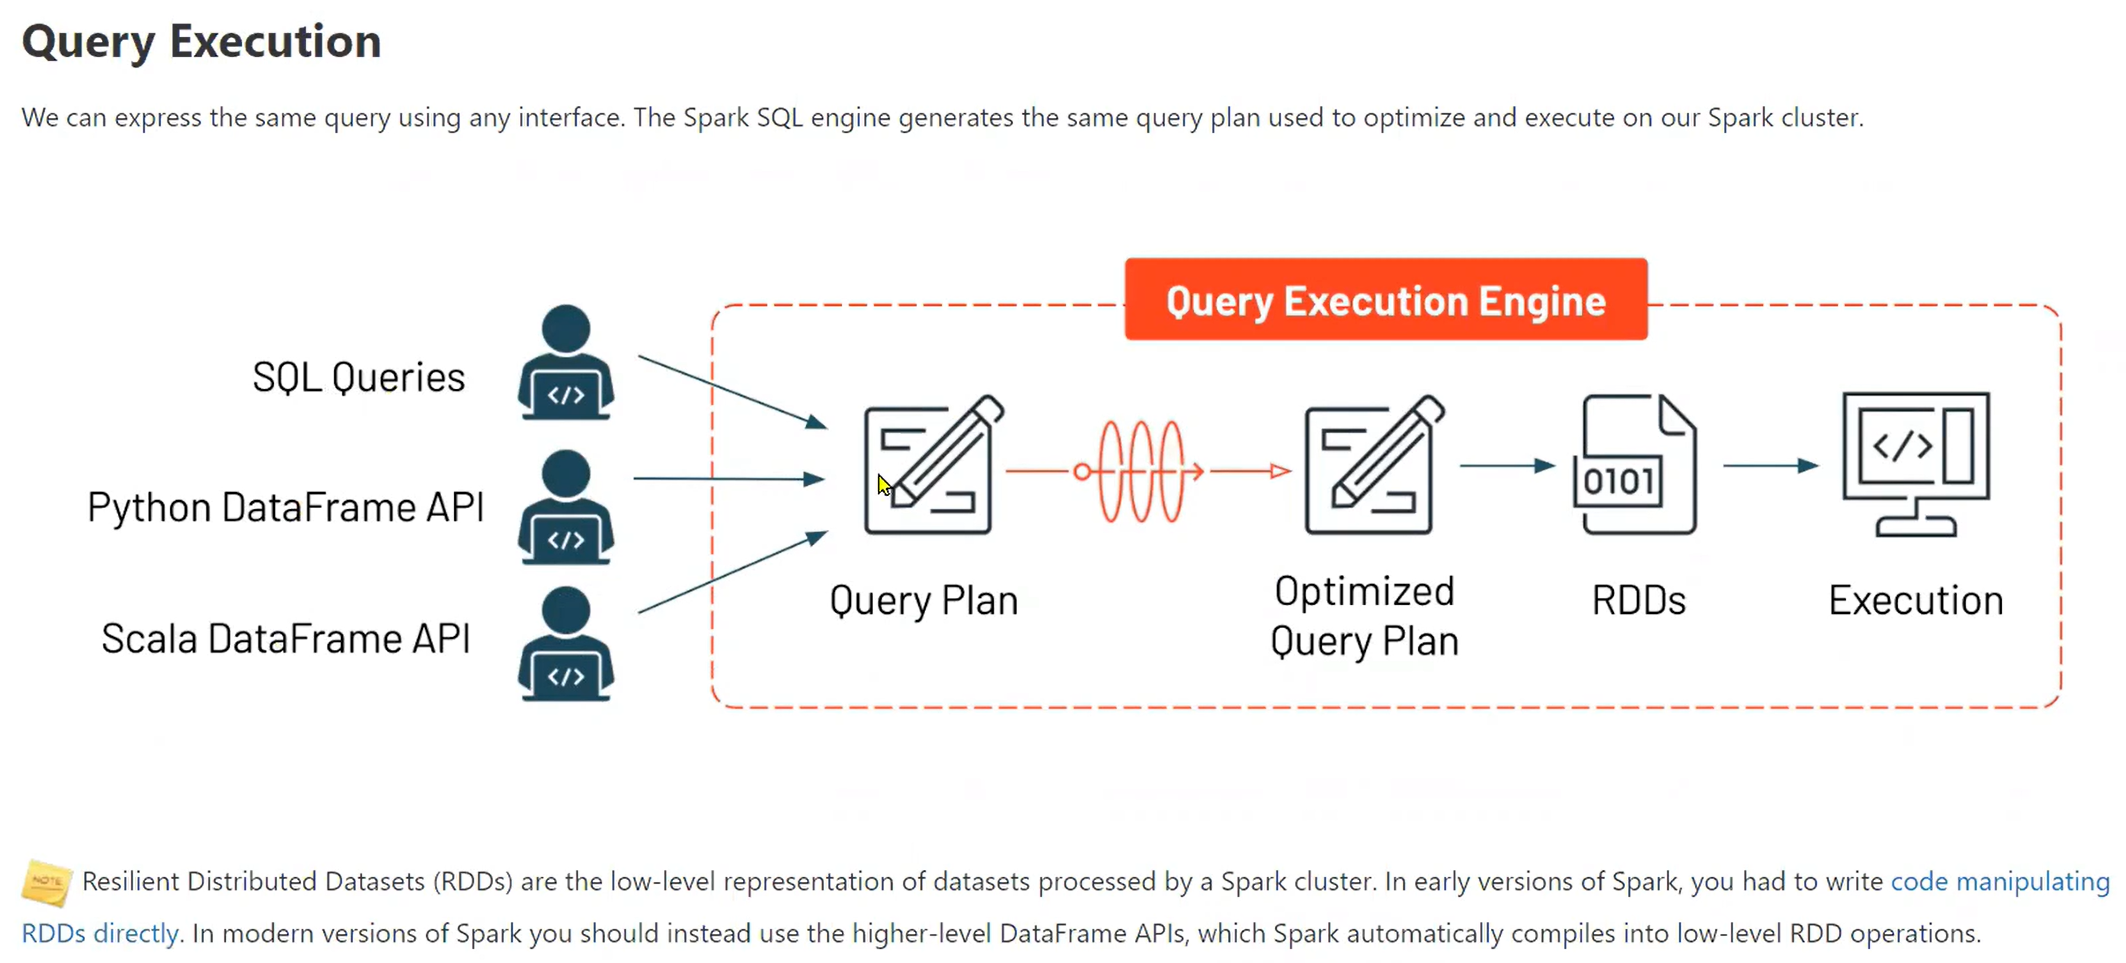 Query Execution
We can express the same query using any interface. The Spark SQL engine generates the same query plan used to optimize and execute on our Spark cluster.
Query Execution Engine
SQL Queries
</>
Python DataFrame API
</>
Scala DataFrame API
</>
Query Plan
Optimized
Query Plan
0101
RDDs
</>
Execution
NOTE
Resilient Distributed Datasets (RDDs) are the low-level representation of datasets processed by a Spark cluster. In early versions of Spark, you had to write code manipulating
RDDs directly. In modern versions of Spark you should instead use the higher-level DataFrame APIs, which Spark automatically compiles into low-level RDD operations.